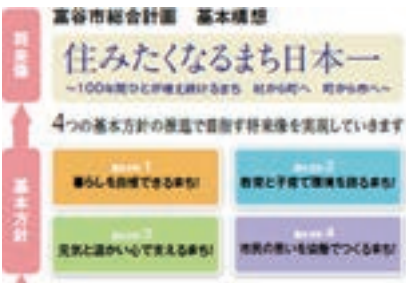 富谷市総合計画 基本構想
将来像
住みたくなるまち日本一
〜100年間ひとが増え続けるまち 村から町へ 町から市へ〜
4つの基本方針の推進で目指す将来像を実現していきます
基本方針
1
暮らしを自慢できるまち!
2
教育と子育て環境を誇るまち!
3
元気と温かい心で支えるまち!
4
市民の思いを協働でつくるまち!